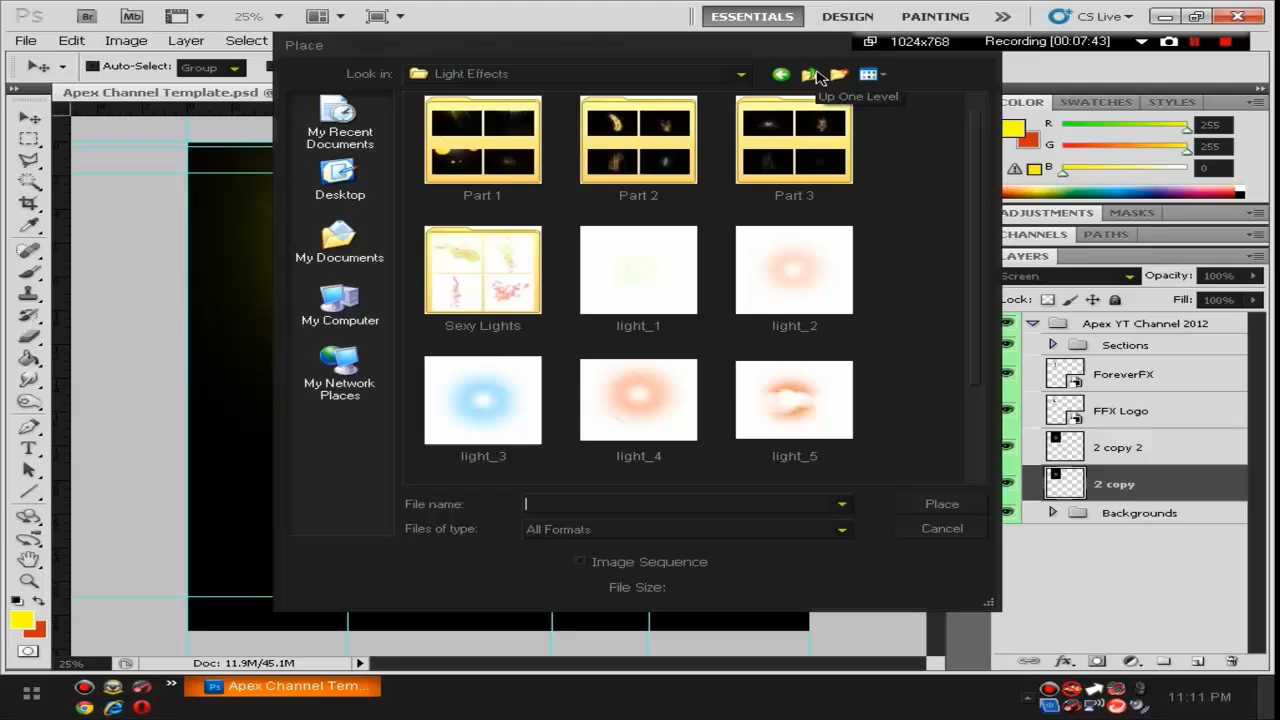 Ps Br Mb 25% ESSENTIALS DESIGN PAINTING CS Live
File Edit Image Layer Select
1024x768 Recording [00:07:43]
Auto-Select: Group
Apex Channel Template.psd @
Place
Look in: Light Effects
Up One Level
My Recent Documents
Desktop
My Documents
My Computer
My Network Places
Part 1 Part 2 Part 3
Sexy Lights light_1 light_2
light_3 light_4 light_5
File name: Place
Files of type: All Formats Cancel
Image Sequence
File Size:
COLOR SWATCHES STYLES
R 255
G 255
B 0
ADJUSTMENTS MASKS
CHANNELS PATHS
LAYERS
Screen Opacity: 100%
Lock: Fill: 100%
Apex YT Channel 2012
Sections
ForeverFX
FFX Logo
2 copy 2
2 copy
Backgrounds
25% Doc: 11.9M/45.1M
Ps Apex Channel Tem...
11:11 PM